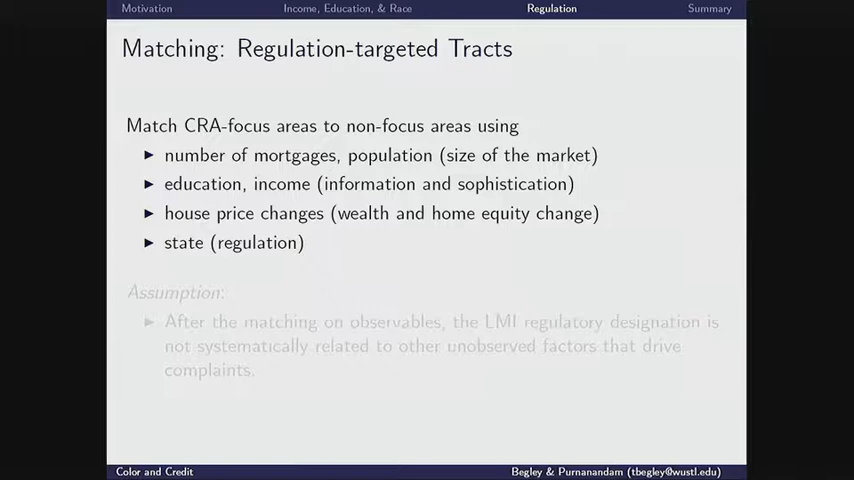 Motivation Income, Education, & Race Regulation Summary
Matching: Regulation-targeted Tracts
Match CRA-focus areas to non-focus areas using
▶ number of mortgages, population (size of the market)
▶ education, income (information and sophistication)
▶ house price changes (wealth and home equity change)
▶ state (regulation)
Assumption:
▶ After the matching on observables, the LMI regulatory designation is
not systematically related to other unobserved factors that drive
complaints.
Color and Credit Begley & Purnanandam (tbegley@wustl.edu)